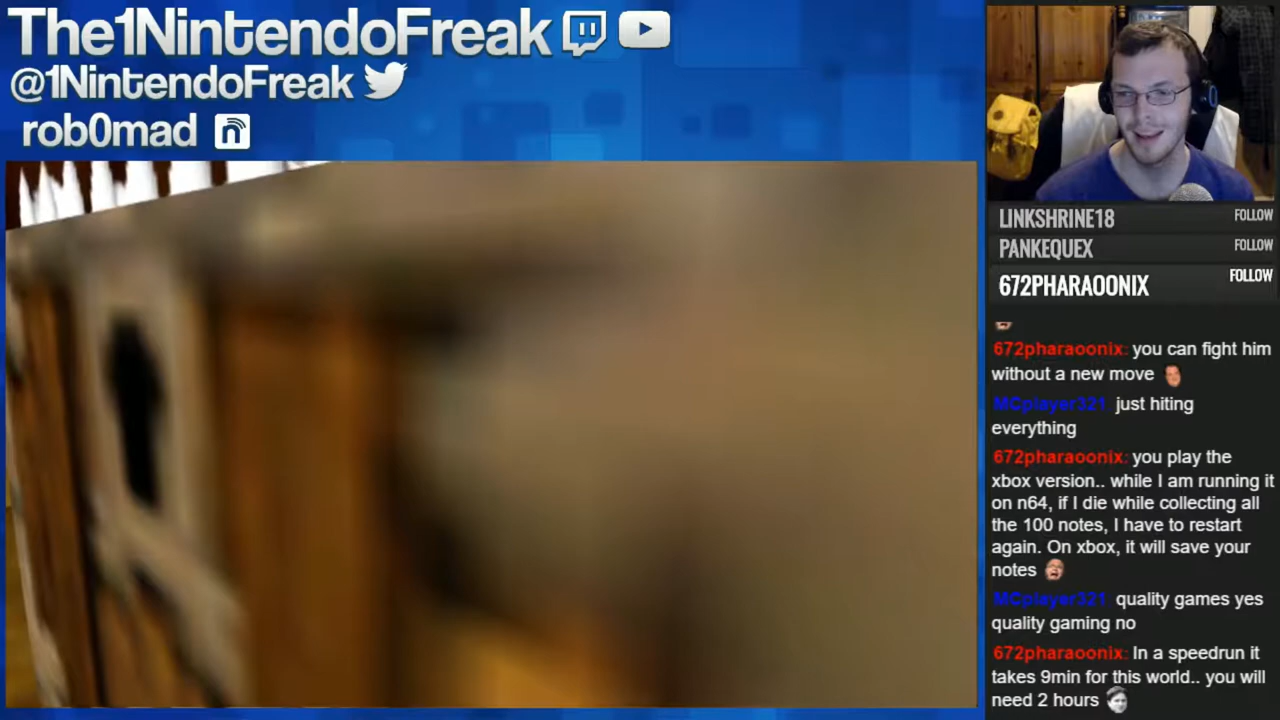 The1NintendoFreak
@1NintendoFreak
rob0mad
LINKSHRINE18 FOLLOW
PANKEQUEX FOLLOW
672PHARAOONIX FOLLOW
672pharaoonix: you can fight him
without a new move
MCplayer321: just hiting
everything
672pharaoonix: you play the
xbox version.. while I am running it
on n64, if I die while collecting all
the 100 notes, I have to restart
again. On xbox, it will save your
notes
MCplayer321: quality games yes
quality gaming no
672pharaoonix: In a speedrun it
takes 9min for this world.. you will
need 2 hours